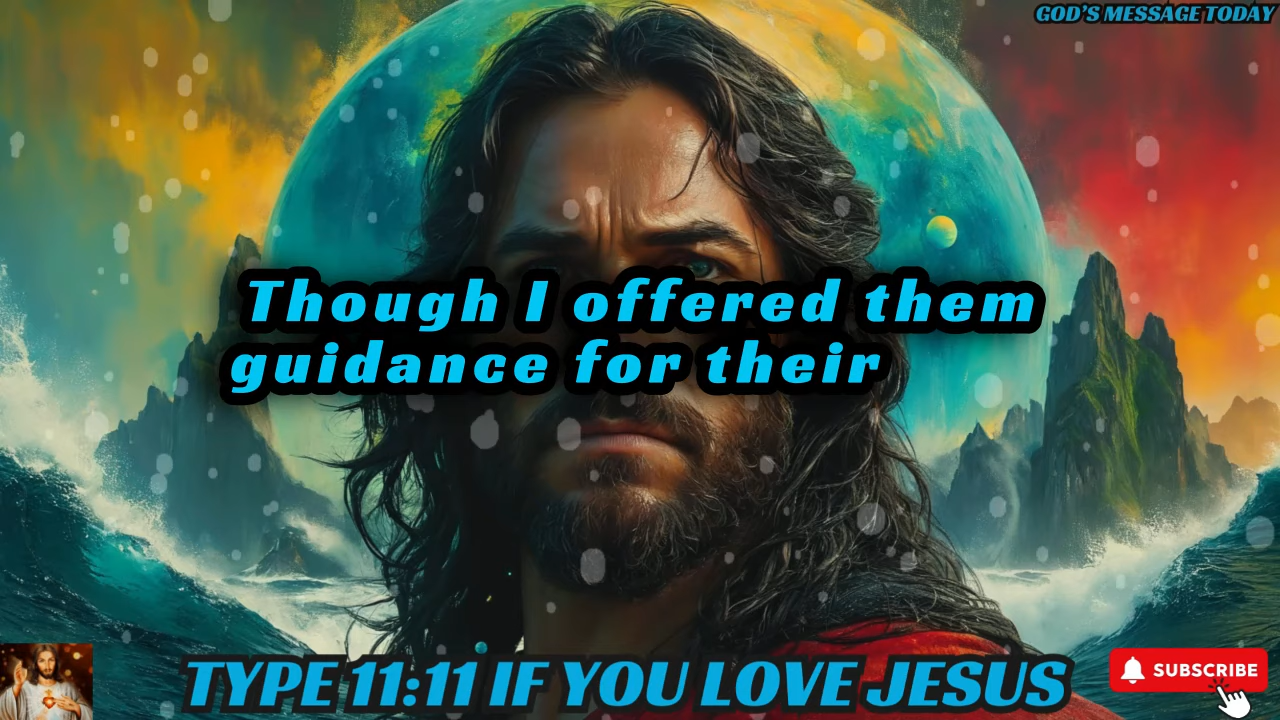 GOD'S MESSAGE TODAY
Though I offered them
guidance for their
TYPE 11:11 IF YOU LOVE JESUS
SUBSCRIBE